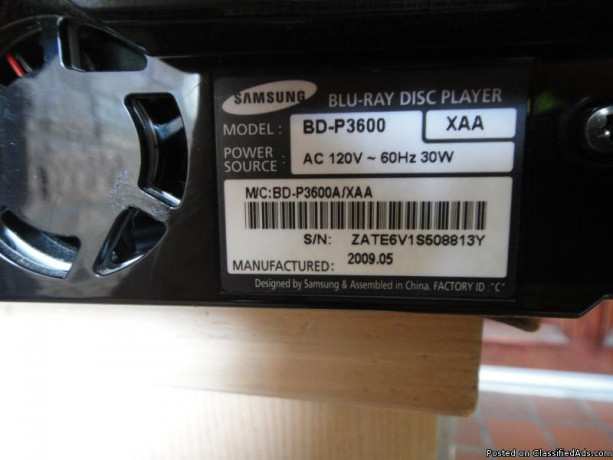 SAMSUNG BLU-RAY DISC PLAYER
MODEL : BD-P3600 XAA
POWER SOURCE : AC 120V ~ 60Hz 30W
M/C:BD-P3600A/XAA
S/N: ZATE6V1S508813Y
MANUFACTURED: 2009.05
Designed by Samsung & Assembled in China. FACTORY ID :"C"
Posted on ClassifiedAds.com